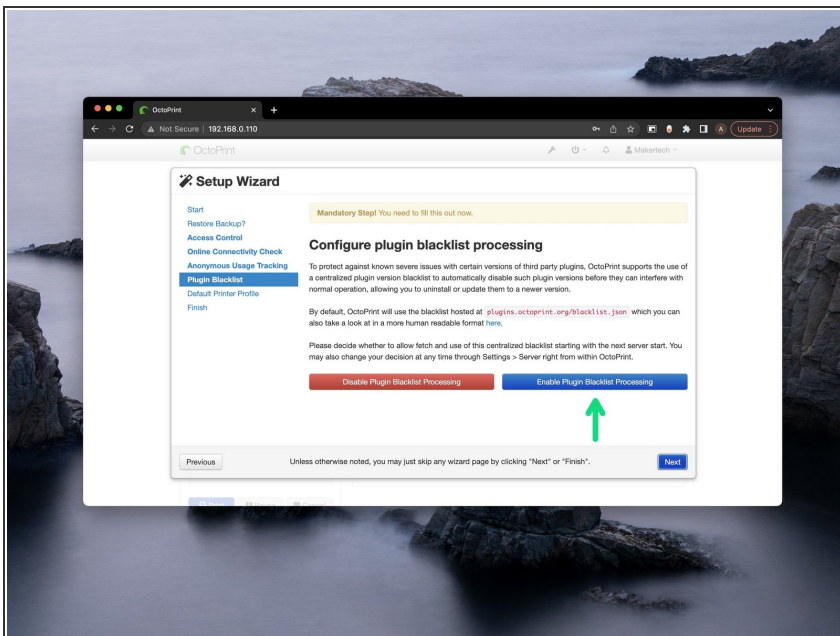 OctoPrint
Not Secure | 192.168.0.110
A
Update
OctoPrint
Makertech
Setup Wizard
Start
Restore Backup?
Access Control
Online Connectivity Check
Anonymous Usage Tracking
Plugin Blacklist
Default Printer Profile
Finish
Mandatory Step! You need to fill this out now.
Configure plugin blacklist processing
To protect against known severe issues with certain versions of third party plugins, OctoPrint supports the use of
a centralized plugin version blacklist to automatically disable such plugin versions before they can interfere with
normal operation, allowing you to uninstall or update them to a newer version.
By default, OctoPrint will use the blacklist hosted at plugins.octoprint.org/blacklist.json which you can
also take a look at in a more human readable format here.
Please decide whether to allow fetch and use of this centralized blacklist starting with the next server start. You
may also change your decision at any time through Settings > Server right from within OctoPrint.
Disable Plugin Blacklist Processing
Enable Plugin Blacklist Processing
Previous
Unless otherwise noted, you may just skip any wizard page by clicking "Next" or "Finish".
Next